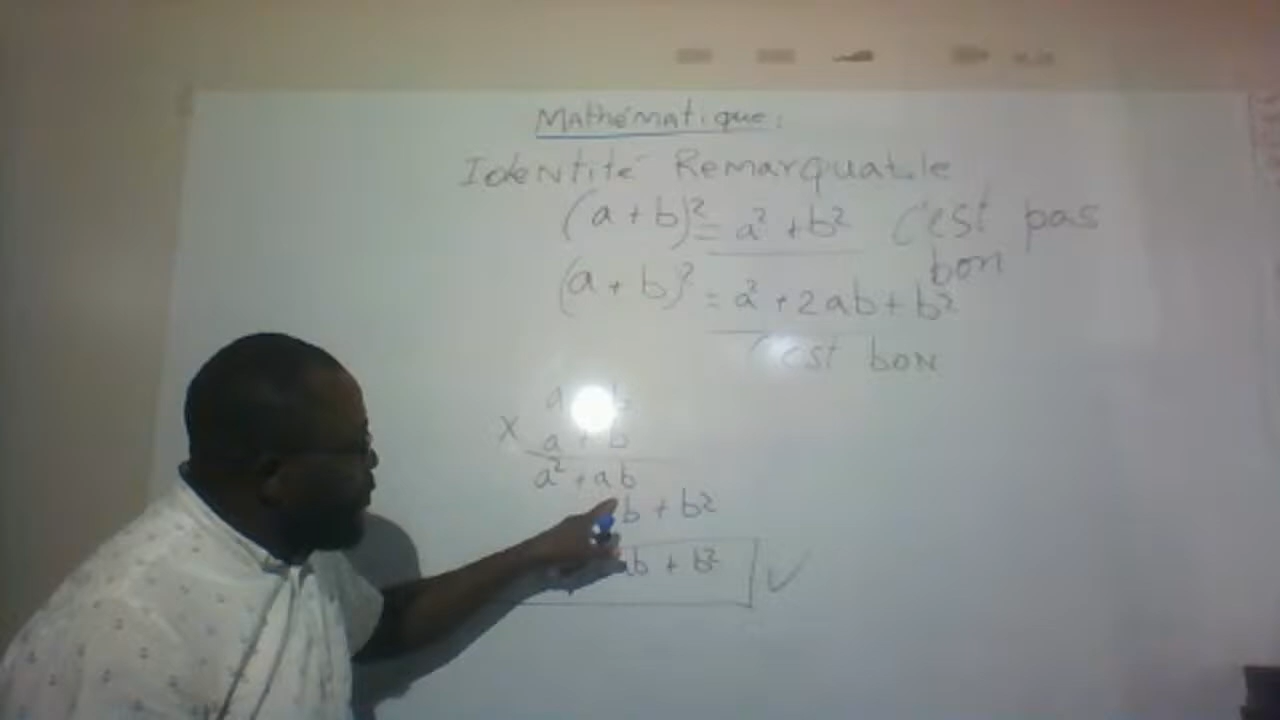 Mathématique:
Identité Remarquable
(a + b)² = a² + b² C'est pas
bon
(a + b)² = a² + 2ab + b²
C'est bon
a b
X a + b
a² + ab
b + b²
ab + b² ✓